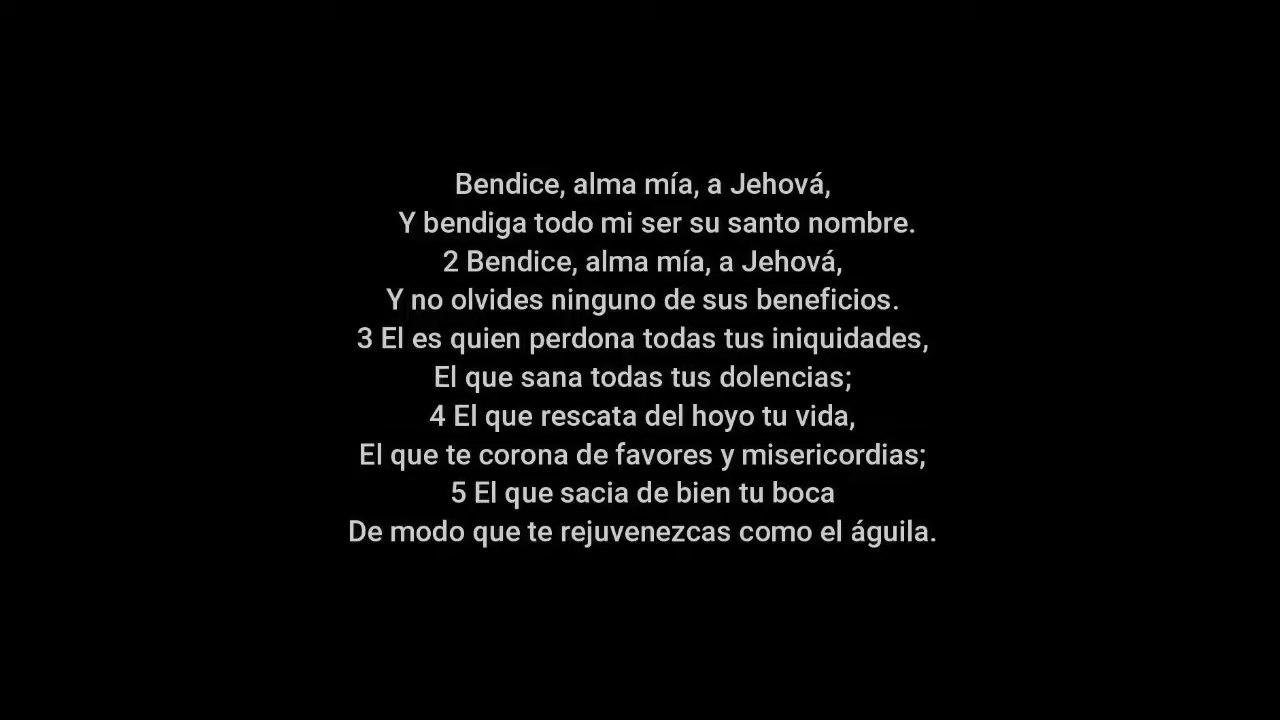 Bendice, alma mía, a Jehová,
Y bendiga todo mi ser su santo nombre.
2 Bendice, alma mía, a Jehová,
Y no olvides ninguno de sus beneficios.
3 El es quien perdona todas tus iniquidades,
El que sana todas tus dolencias;
4 El que rescata del hoyo tu vida,
El que te corona de favores y misericordias;
5 El que sacia de bien tu boca
De modo que te rejuvenezcas como el águila.